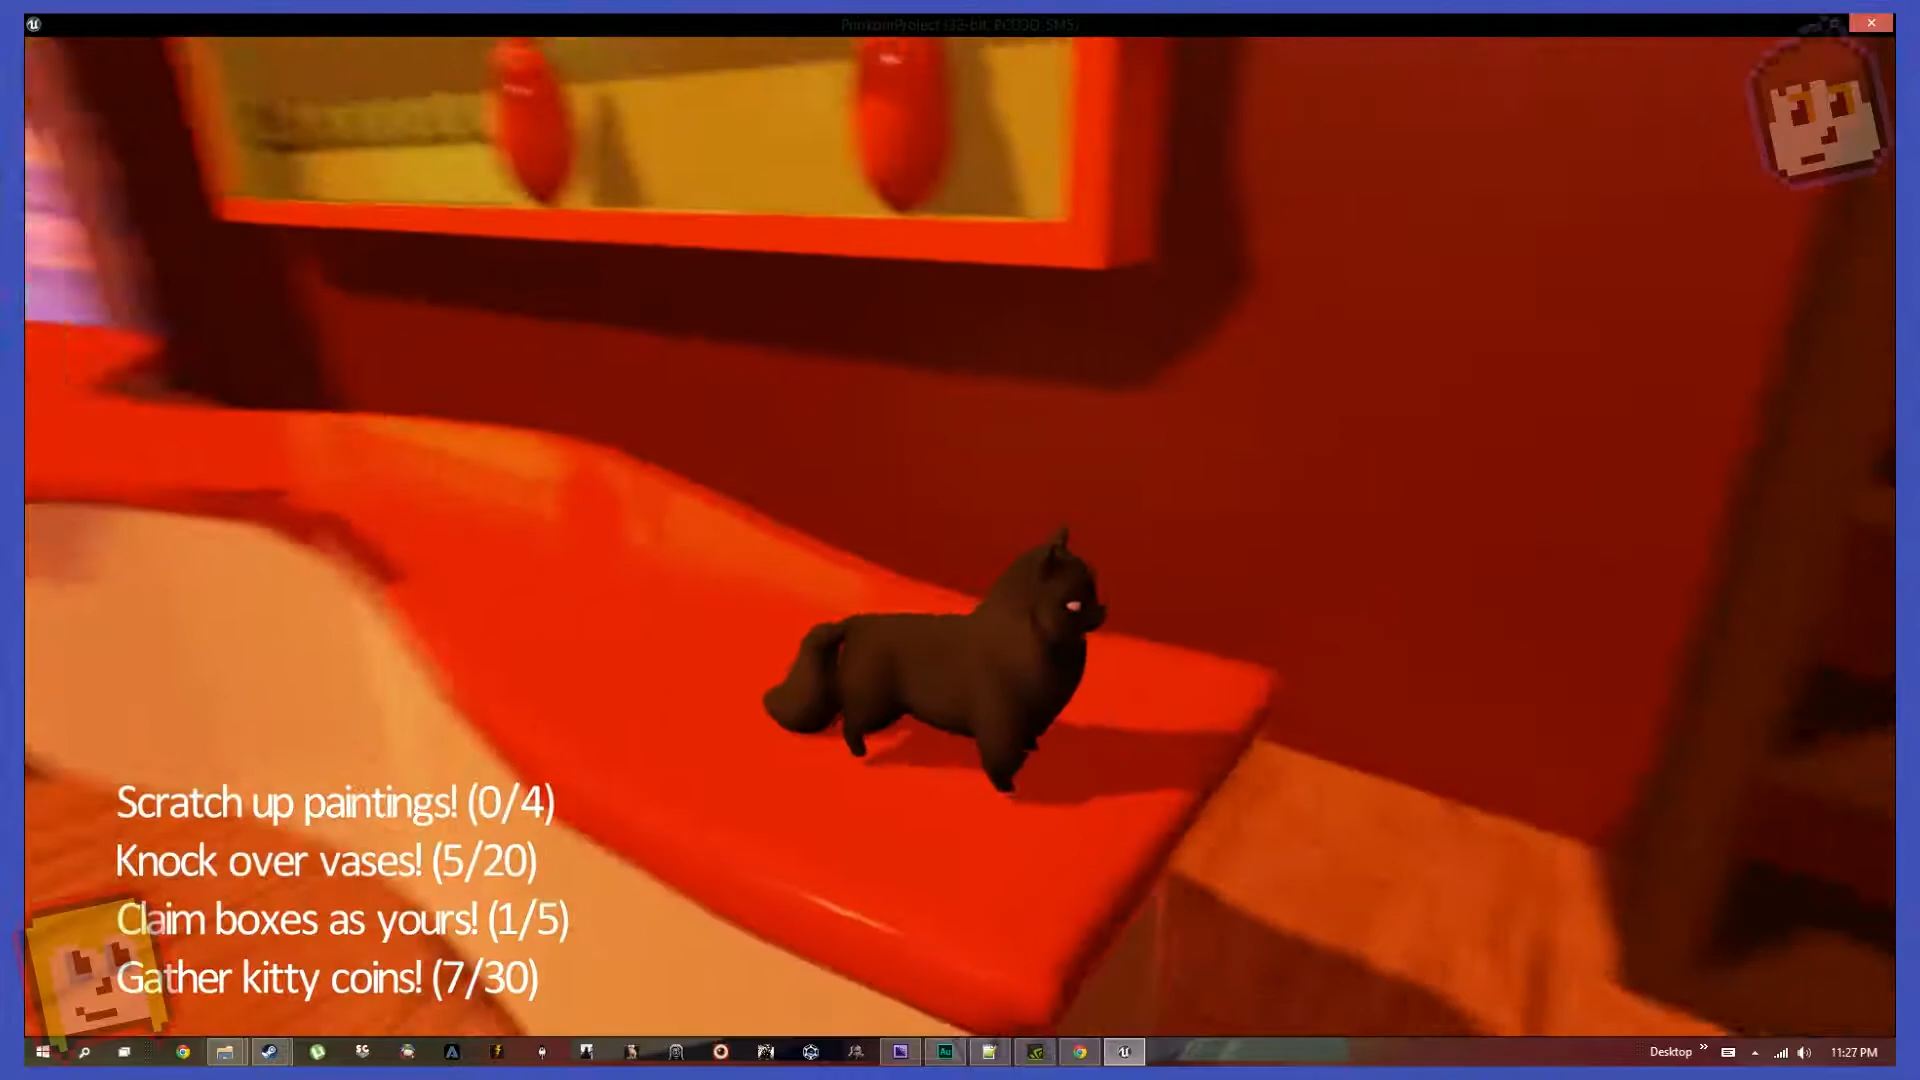 Scratch up paintings! (0/4)
Knock over vases! (5/20)
Claim boxes as yours! (1/5)
Gather kitty coins! (7/30)
Desktop
11:27 PM